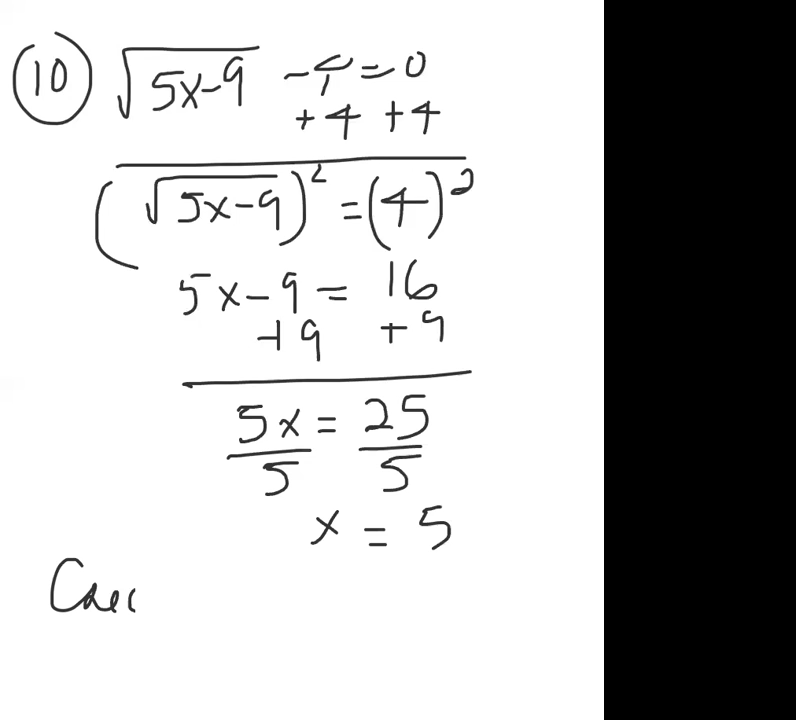 10 √5x-9 -4=0
+4 +4
(√5x-9)² = (4)²
5x-9 = 16
+9 +9
5x = 25
5 5
x = 5